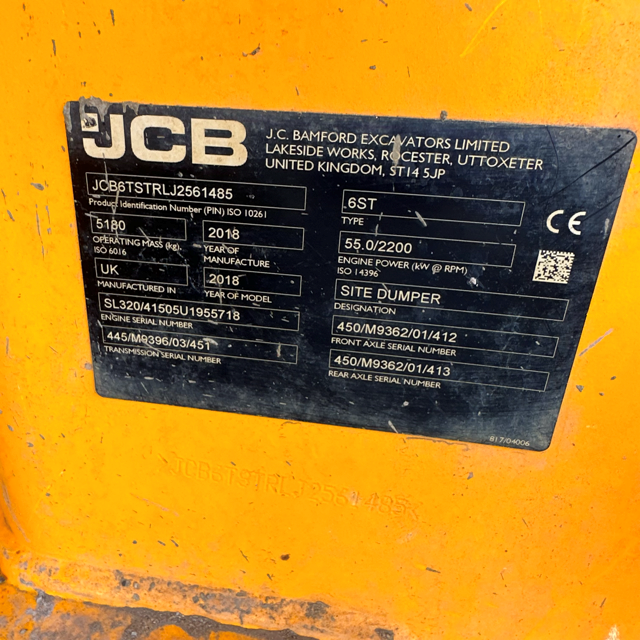 JCB
J.C. BAMFORD EXCAVATORS LIMITED
LAKESIDE WORKS, ROCESTER, UTTOXETER
UNITED KINGDOM, ST14 5JP
JCB6TSTRLJ2561485
Product Identification Number (PIN) ISO 10261
5180
OPERATING MASS (kg)
ISO 6016
2018
YEAR OF
MANUFACTURE
UK
MANUFACTURED IN
2018
YEAR OF MODEL
SL320/41505U1955718
ENGINE SERIAL NUMBER
445/M9396/03/451
TRANSMISSION SERIAL NUMBER
6ST
TYPE
CE
55.0/2200
ENGINE POWER (kW @ RPM)
ISO 14396
SITE DUMPER
DESIGNATION
450/M9362/01/412
FRONT AXLE SERIAL NUMBER
450/M9362/01/413
REAR AXLE SERIAL NUMBER
817/04006
JCB6TSTRLJ2561485